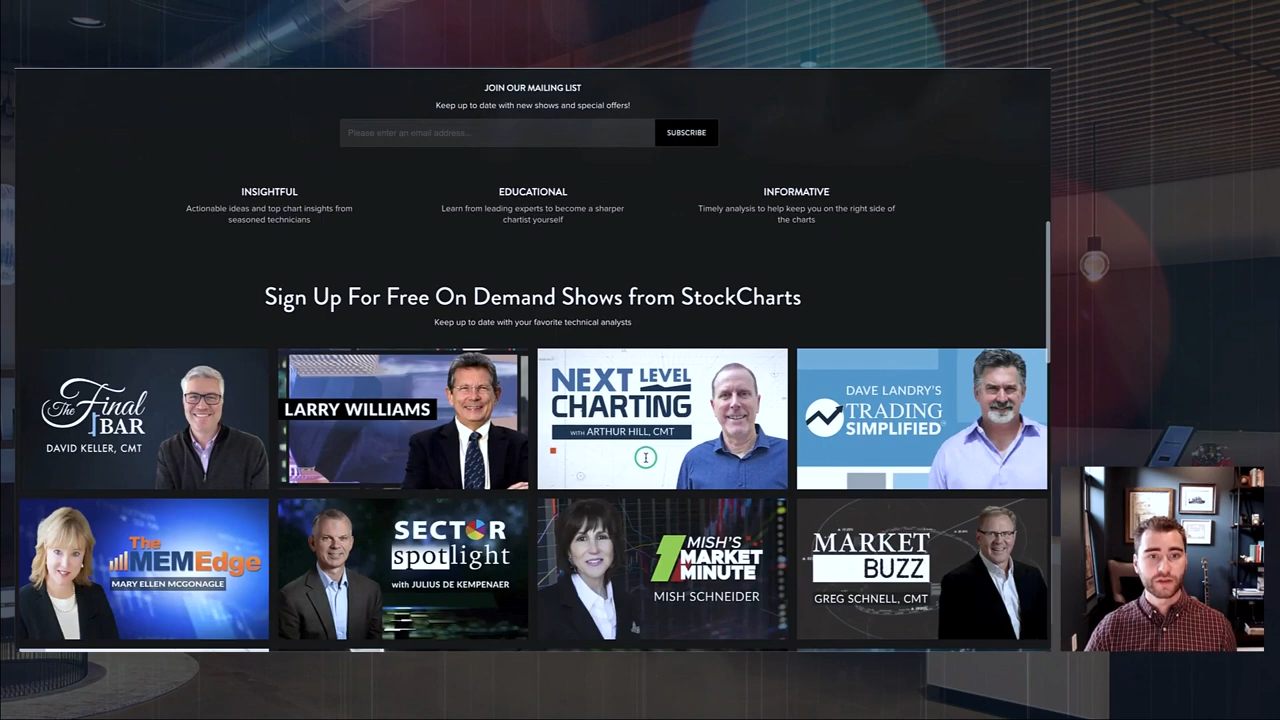 JOIN OUR MAILING LIST
Keep up to date with new shows and special offers!
Please enter an email address...
SUBSCRIBE
INSIGHTFUL
Actionable ideas and top chart insights from
seasoned technicians
EDUCATIONAL
Learn from leading experts to become a sharper
chartist yourself
INFORMATIVE
Timely analysis to help keep you on the right side of
the charts
Sign Up For Free On Demand Shows from StockCharts
Keep up to date with your favorite technical analysts
The Final
BAR
DAVID KELLER, CMT
LARRY WILLIAMS
NEXT LEVEL
CHARTING
WITH ARTHUR HILL, CMT
DAVE LANDRY'S
TRADING
SIMPLIFIED
The
MEMEdge
MARY ELLEN MCGONAGLE
SECTOR
spotlight
with JULIUS DE KEMPENAER
MISH'S
MARKET
MINUTE
MISH SCHNEIDER
MARKET
BUZZ
GREG SCHNELL, CMT